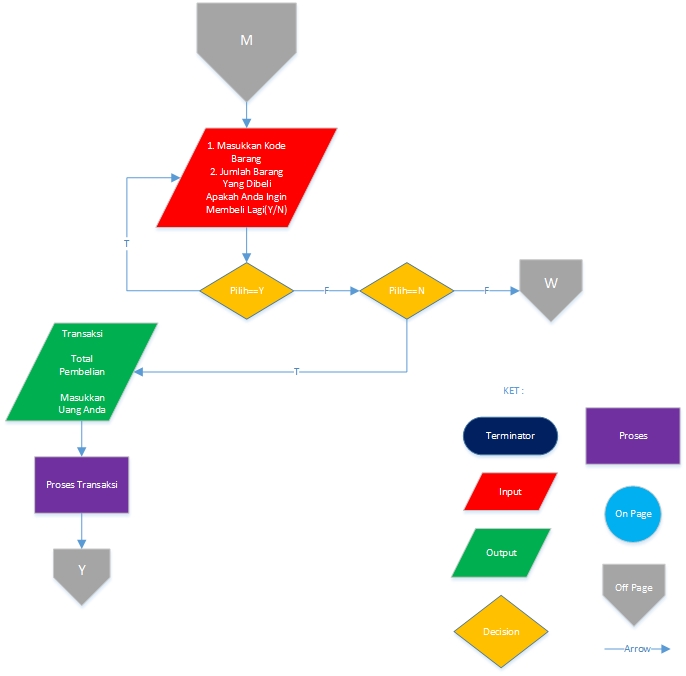 M
1. Masukkan Kode
Barang
2. Jumlah Barang
Yang Dibeli
Apakah Anda Ingin
Membeli Lagi(Y/N)
T
Pilih==Y
F
Pilih==N
F
W
Transaksi
Total
Pembelian
Masukkan
Uang Anda
T
Proses Transaksi
Y
KET :
Terminator
Proses
Input
On Page
Output
Off Page
Decision
Arrow